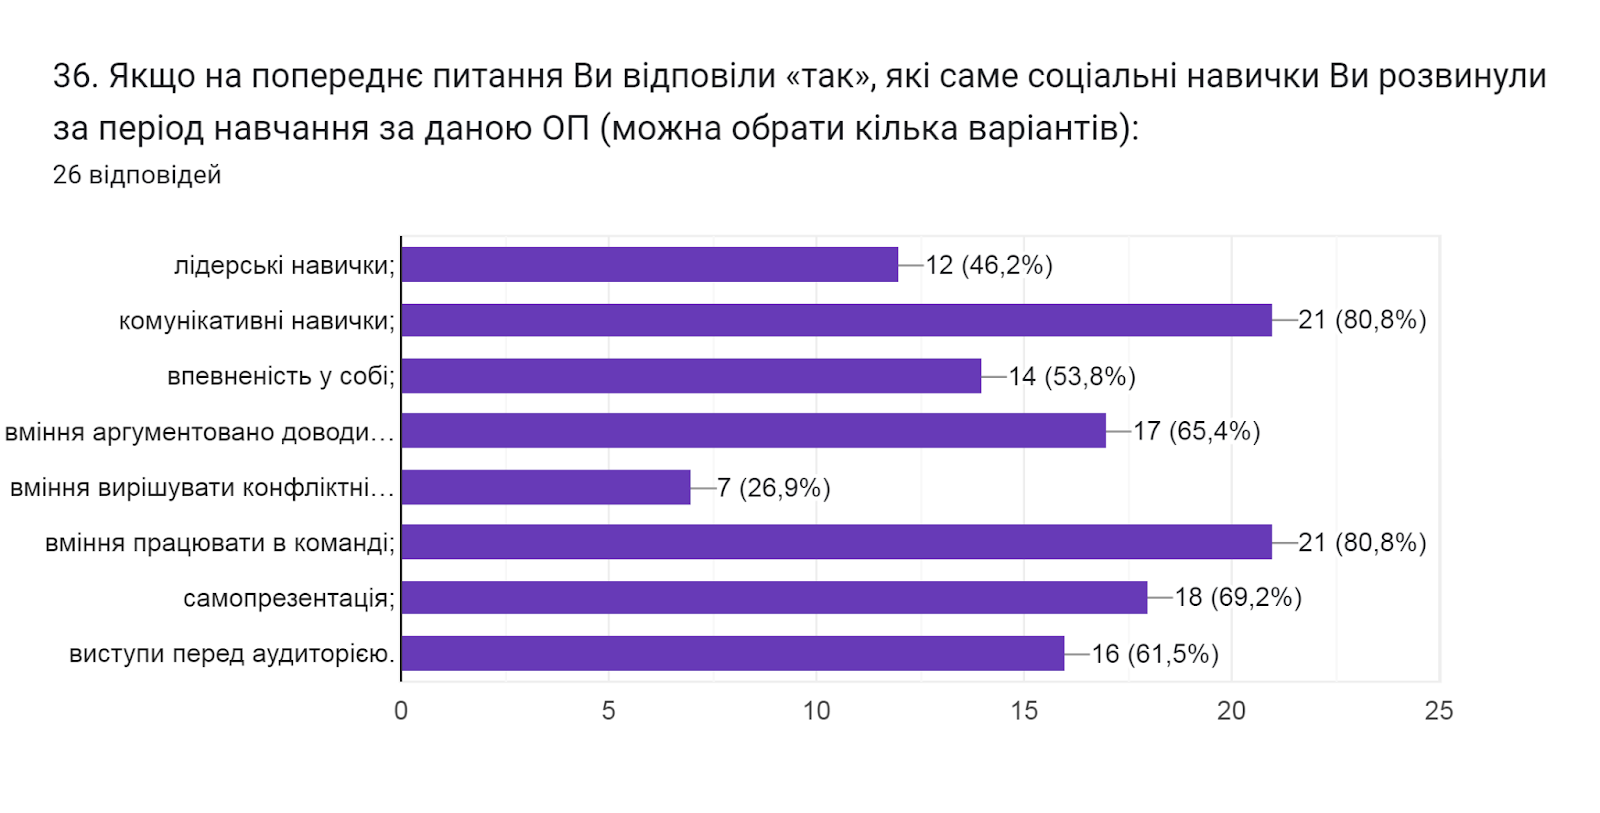 36. Якщо на попереднє питання Ви відповіли «так», які саме соціальні навички Ви розвинули
за період навчання за даною ОП (можна обрати кілька варіантів):
26 відповідей
лідерські навички; 12 (46,2%)
комунікативні навички; 21 (80,8%)
впевненість у собі; 14 (53,8%)
вміння аргументовано доводи… 17 (65,4%)
вміння вирішувати конфліктні… 7 (26,9%)
вміння працювати в команді; 21 (80,8%)
самопрезентація; 18 (69,2%)
виступи перед аудиторією. 16 (61,5%)
0 5 10 15 20 25